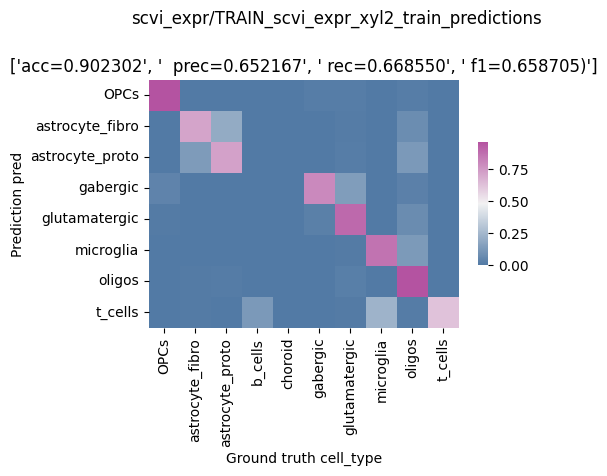 scvi_expr/TRAIN_scvi_expr_xyl2_train_predictions
['acc=0.902302', '  prec=0.652167', ' rec=0.668550', ' f1=0.658705)']
OPCs
astrocyte_fibro
astrocyte_proto
gabergic
glutamatergic
microglia
oligos
t_cells
Prediction pred
0.75
0.50
0.25
0.00
OPCs
astrocyte_fibro
astrocyte_proto
b_cells
choroid
gabergic
glutamatergic
microglia
oligos
t_cells
Ground truth cell_type